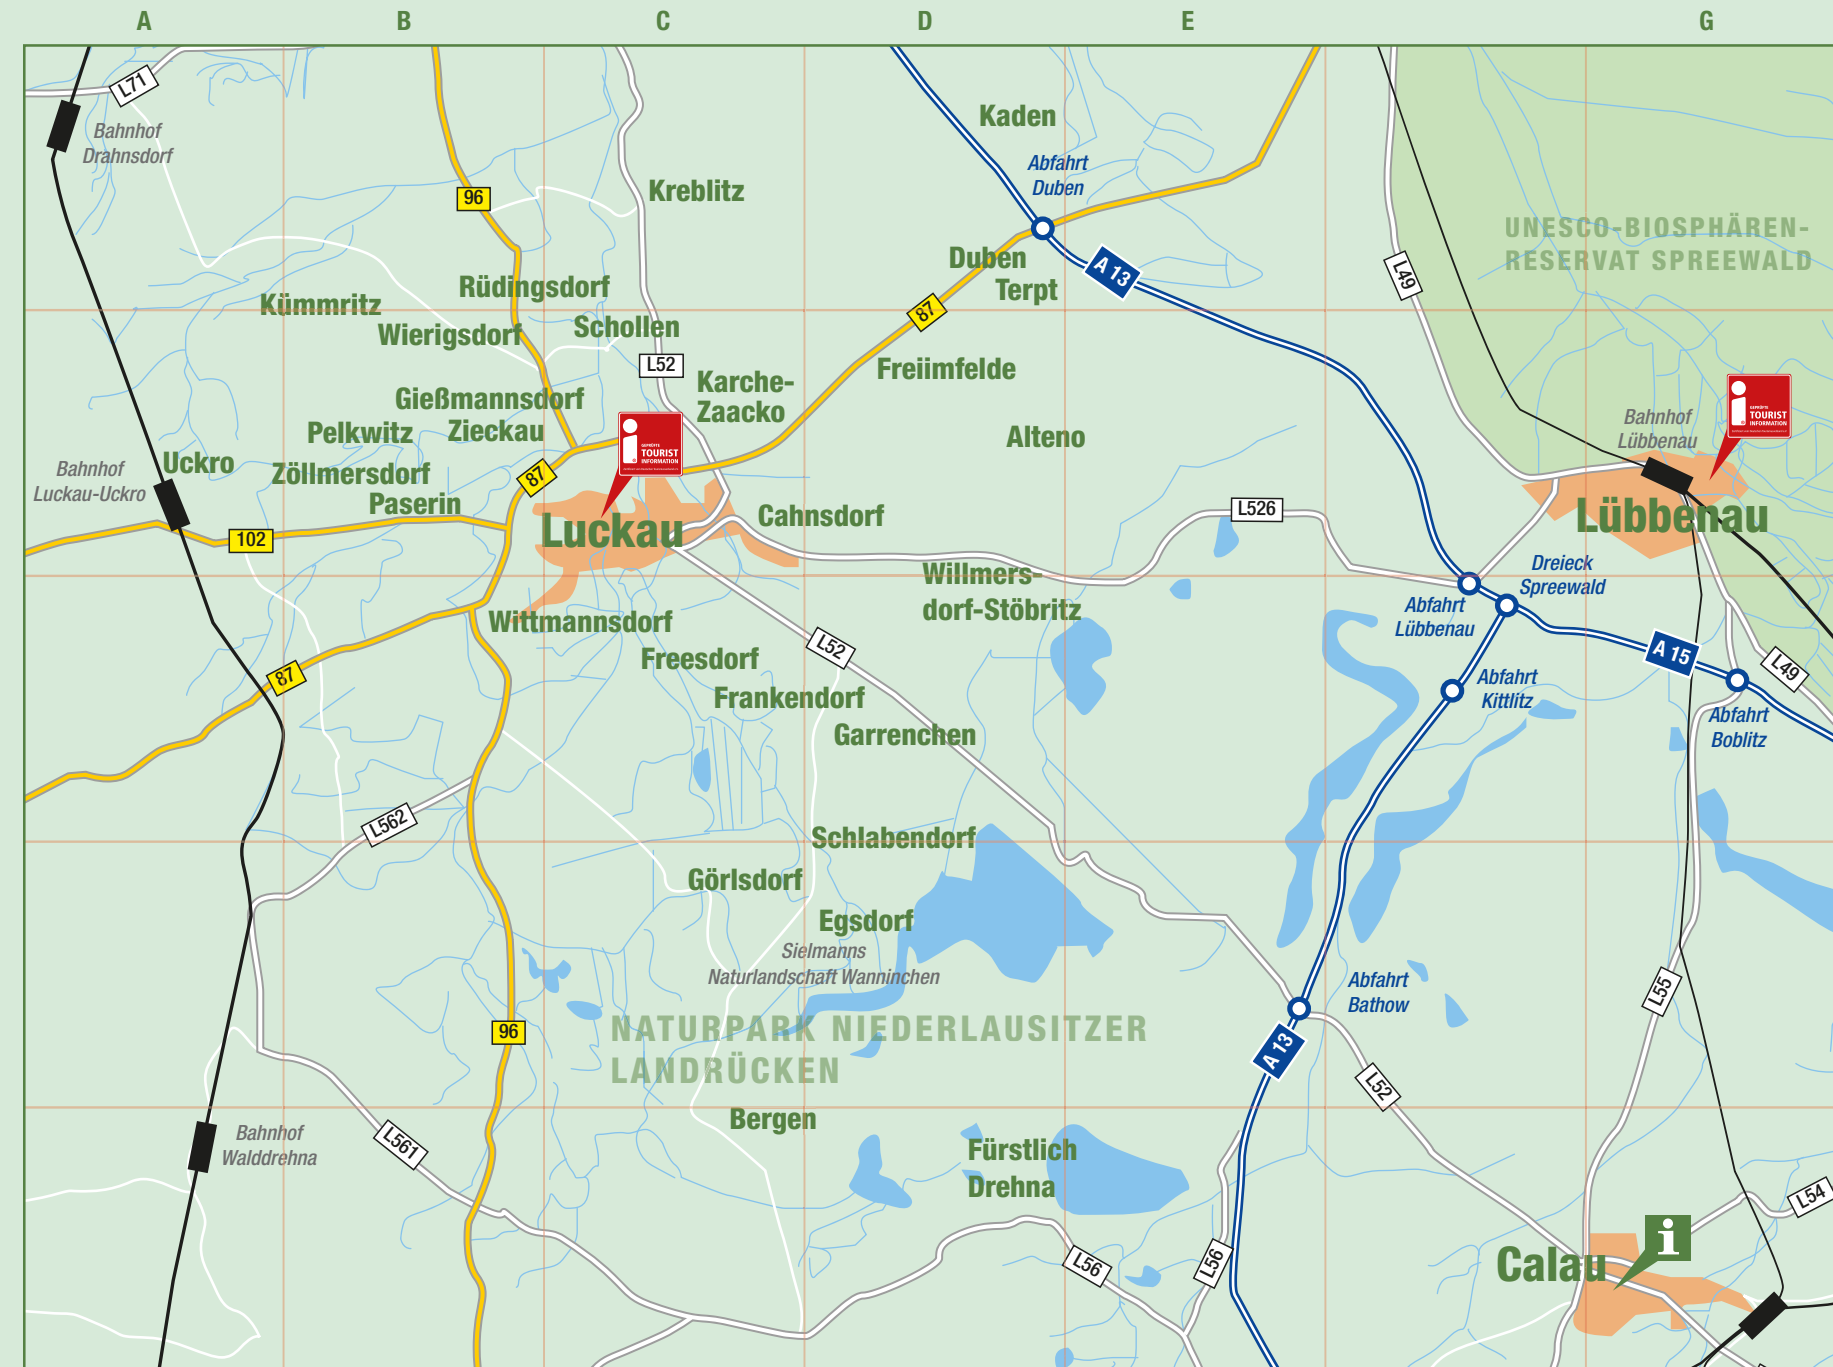 A B C D E G
L71
Bahnhof
Drahnsdorf
96
Kreblitz
Kaden
Abfahrt
Duben
A 13
Duben
Terpt
L49
UNESCO-BIOSPHÄREN-
RESERVAT SPREEWALD
Rüdingsdorf
Kümmritz
Wierigsdorf
Schollen
87
L52
Karche-
Zaacko
Freiimfelde
Gießmannsdorf
Pelkwitz
Zieckau
GEPRÜFTE
TOURIST
INFORMATION
Alteno
Bahnhof
Lübbenau
GEPRÜFTE
TOURIST
INFORMATION
Bahnhof
Luckau-Uckro
Uckro
Zöllmersdorf
Paserin
87
102
Luckau
Cahnsdorf
L526
Lübbenau
Willmers-
dorf-Stöbritz
Dreieck
Spreewald
Abfahrt
Lübbenau
Wittmannsdorf
Freesdorf
L52
Frankendorf
Garrenchen
87
A 15
L49
Abfahrt
Kittlitz
Abfahrt
Boblitz
L562
Schlabendorf
Görlsdorf
Egsdorf
Sielmanns
Naturlandschaft Wanninchen
Abfahrt
Bathow
L55
96
NATURPARK NIEDERLAUSITZER
LANDRÜCKEN
A 13
L52
Bergen
Bahnhof
Walddrehna
L561
Fürstlich
Drehna
L54
L56
L56
Calau